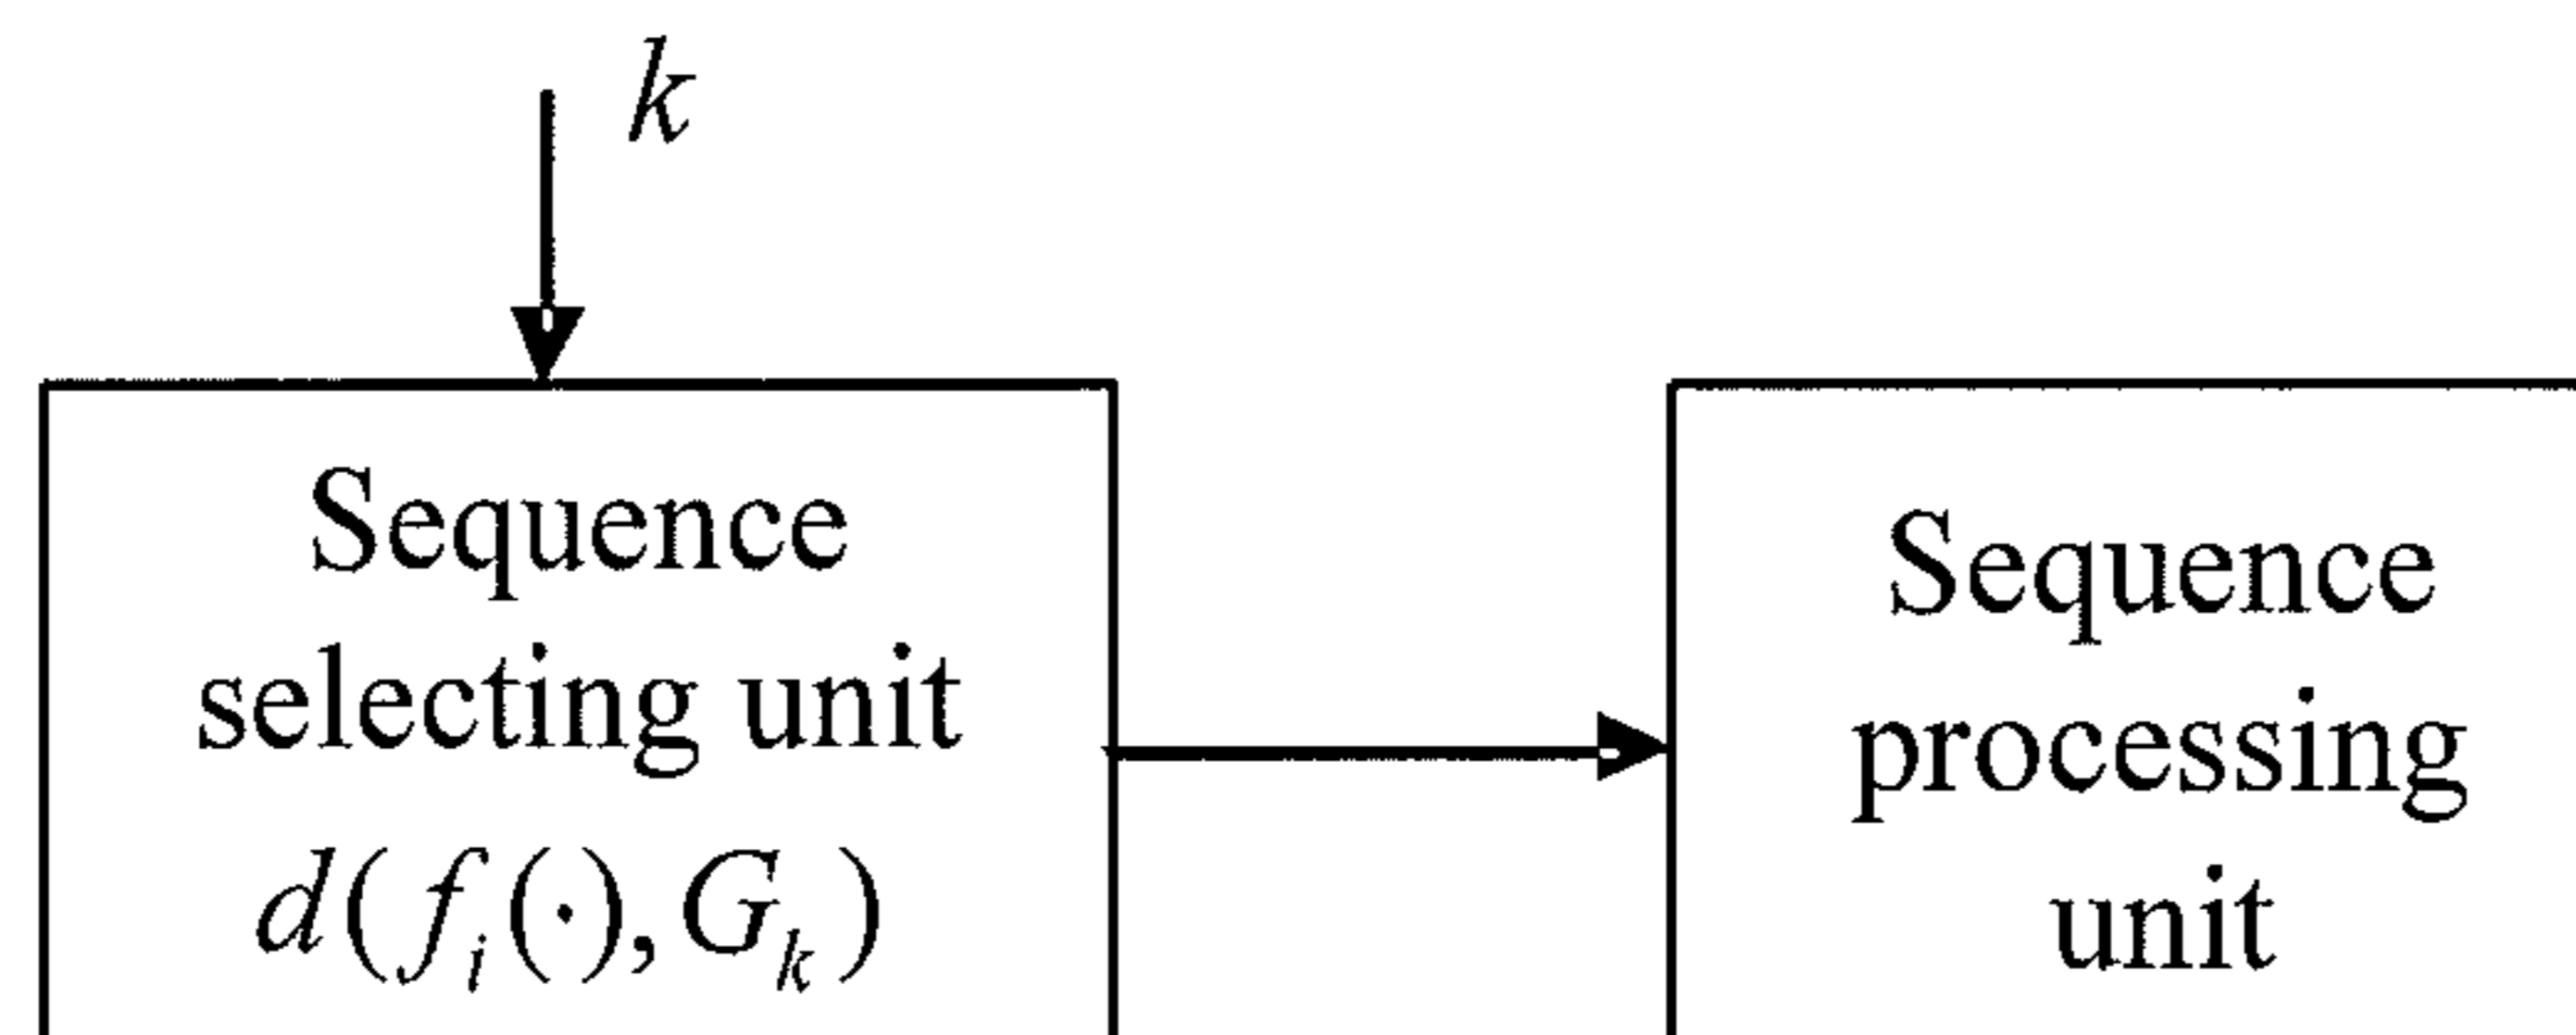 k
Sequence
selecting unit
d(f_i(·), G_k)
Sequence
processing
unit